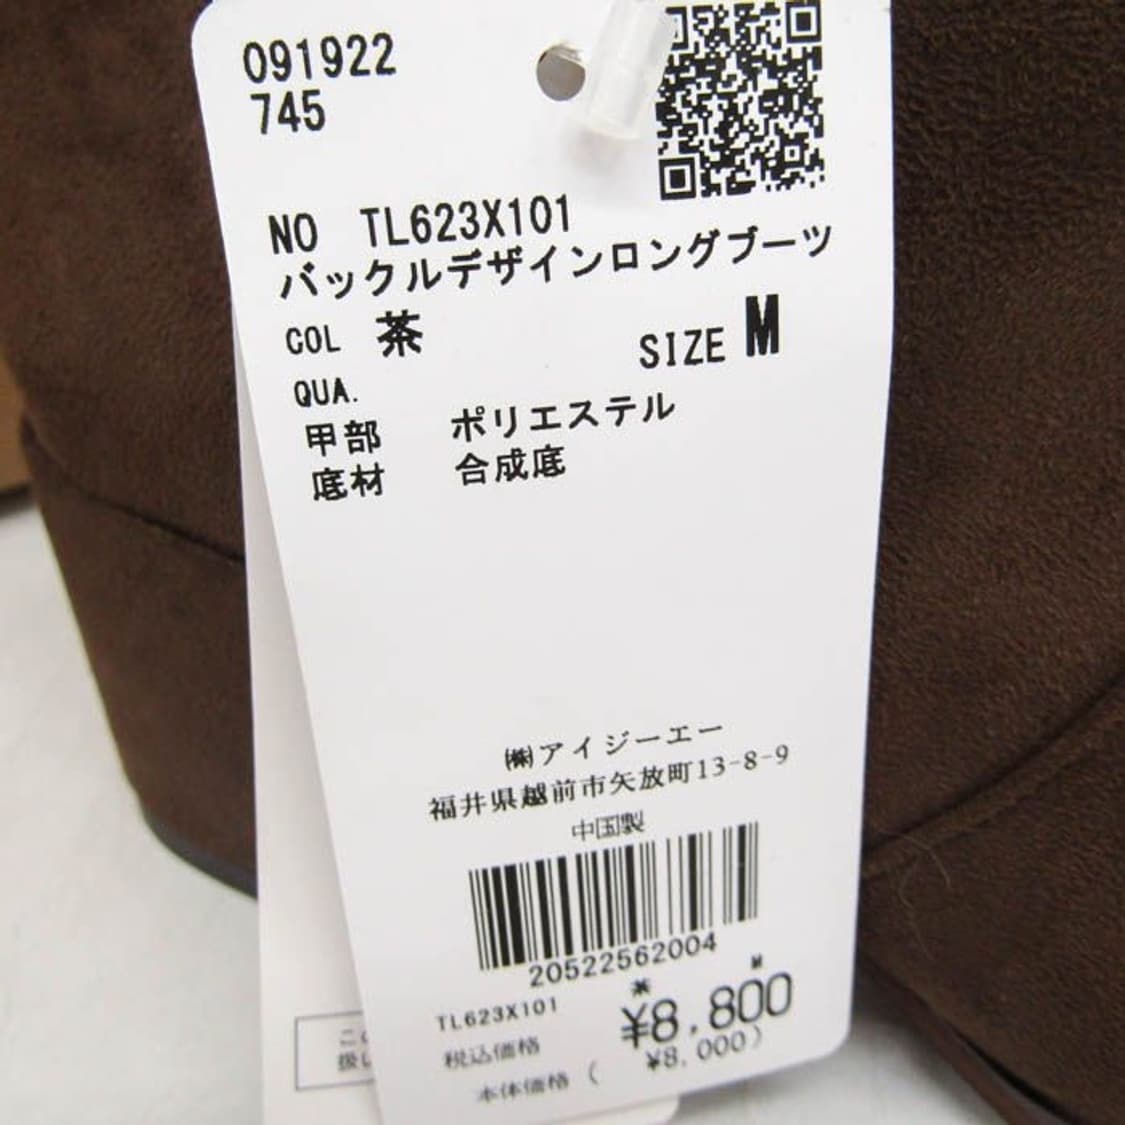 091922
745
NO TL623X101
バックルデザインロングブーツ
COL 茶 SIZE M
QUA.
甲部 ポリエステル
底材 合成底
㈱アイジーエー
福井県越前市矢放町13-8-9
中国製
20522562004
茶 M
TL623X101 ¥8,800
税込価格
本体価格 ( ¥8,000)
扱い